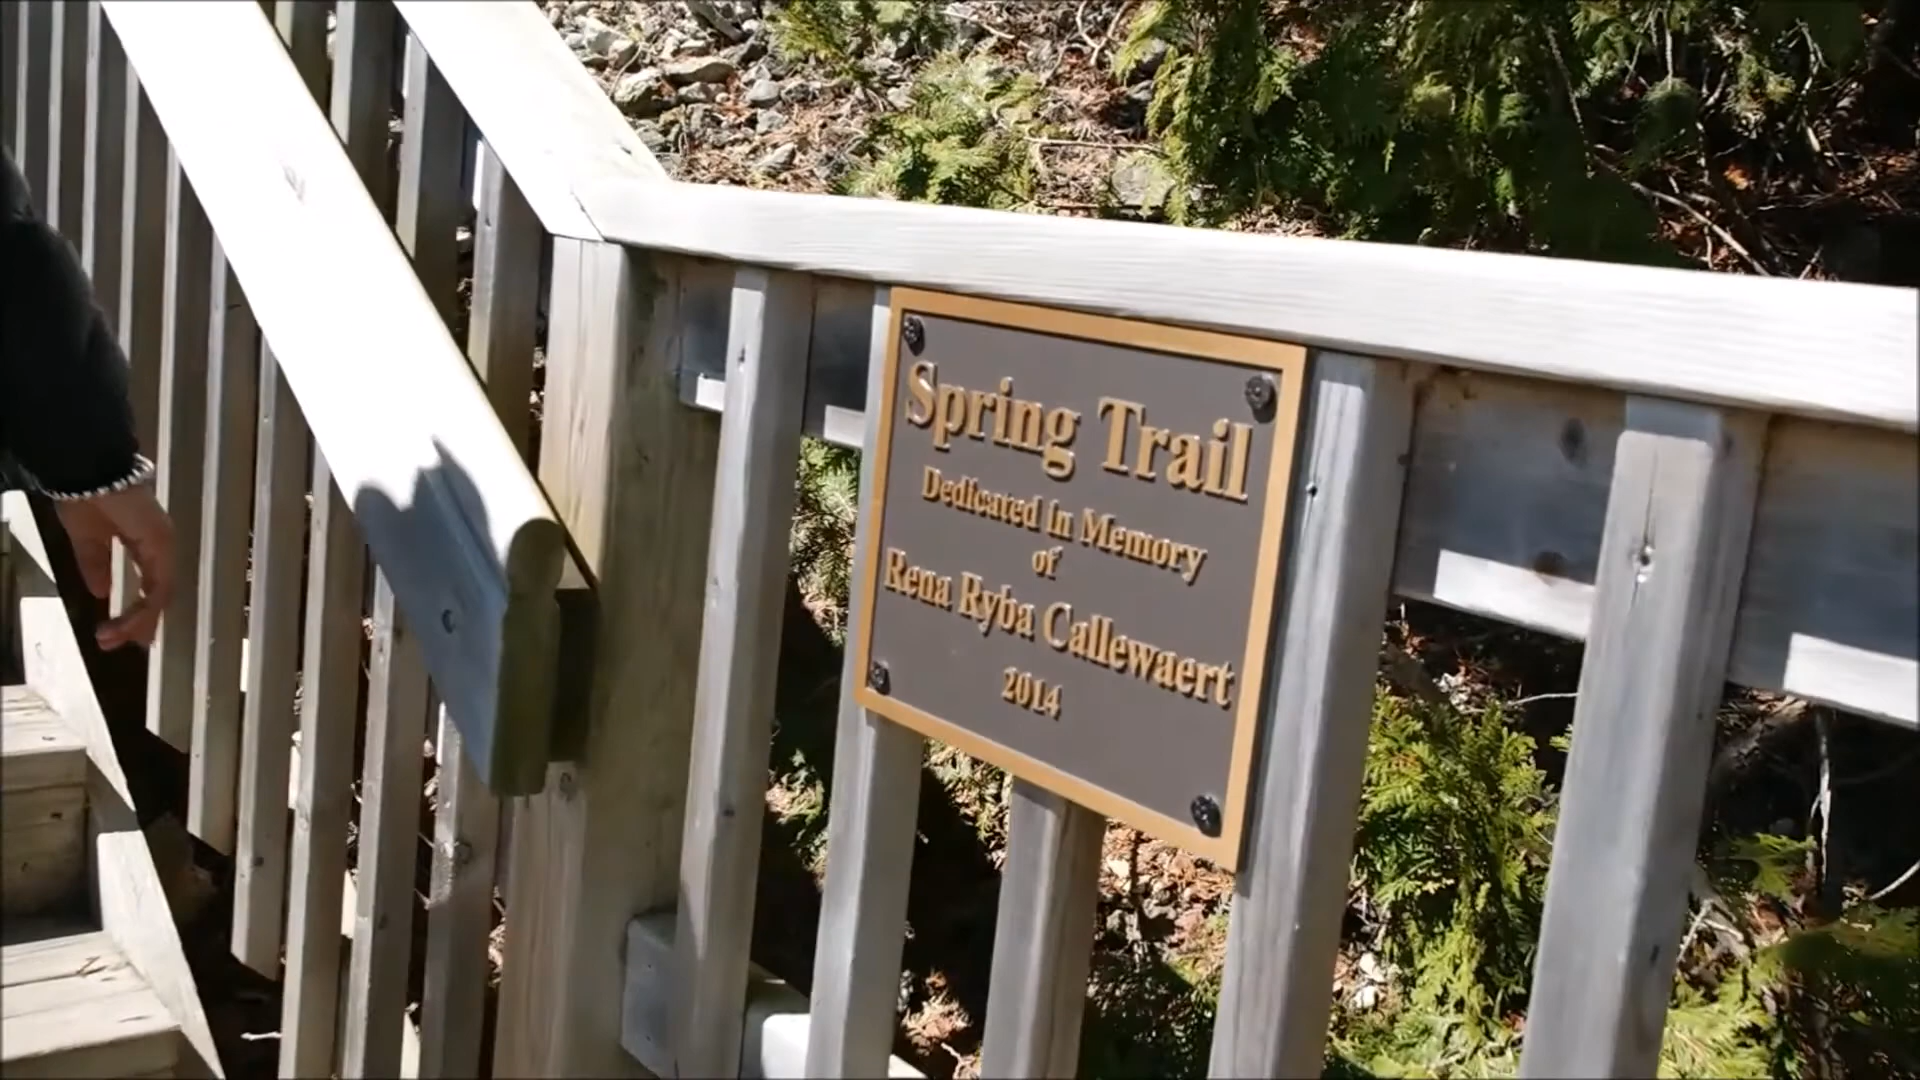 Spring Trail
Dedicated in Memory
of
Rena Ryba Callewaert
2014